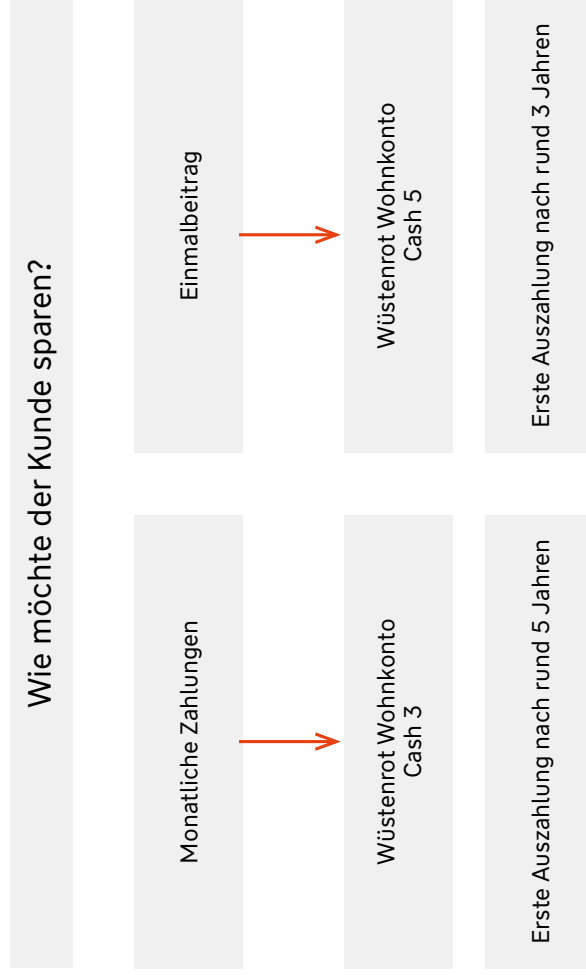 Wie möchte der Kunde sparen?
Monatliche Zahlungen
Einmalbeitrag
Wüstenrot Wohnkonto
Cash 3
Wüstenrot Wohnkonto
Cash 5
Erste Auszahlung nach rund 5 Jahren
Erste Auszahlung nach rund 3 Jahren